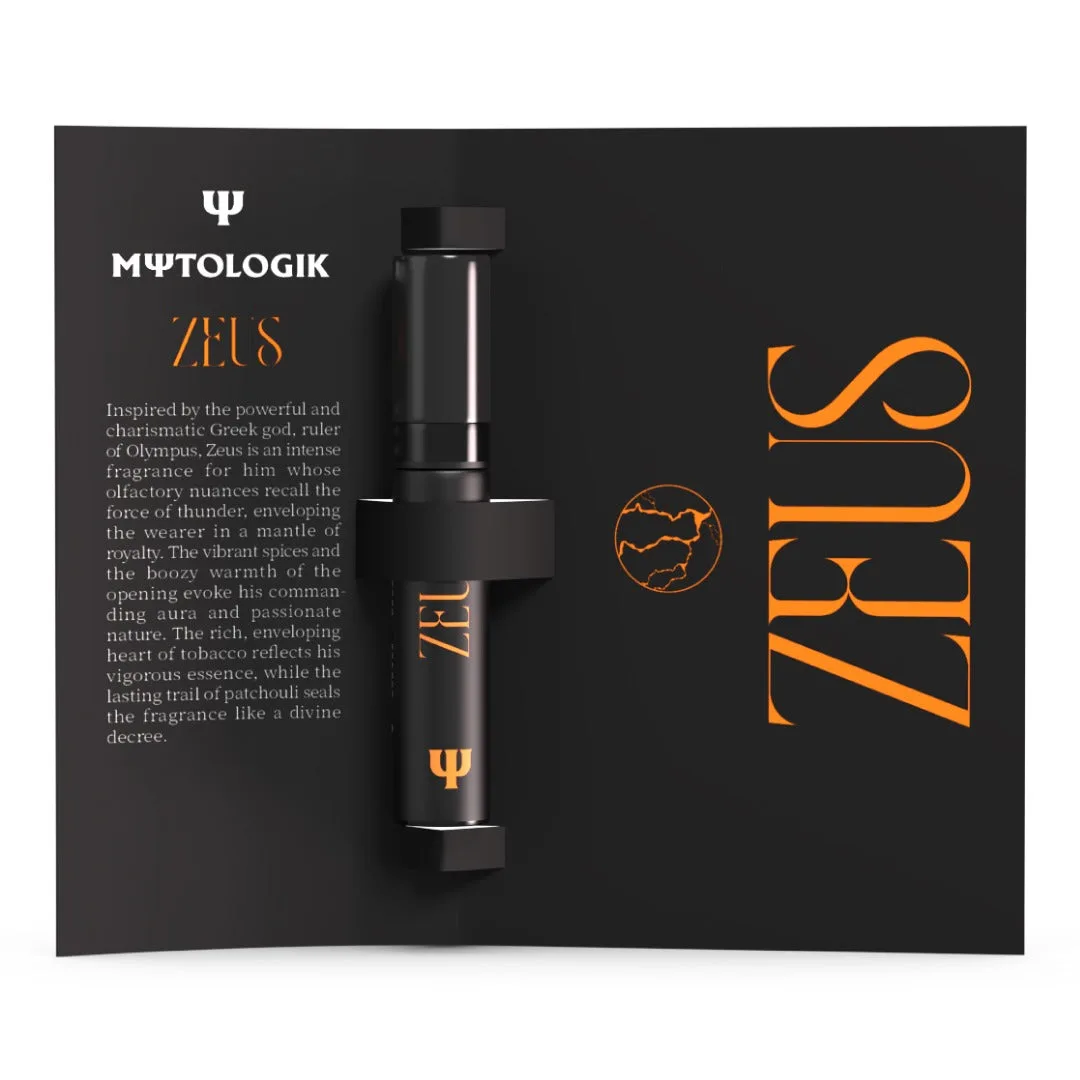 Ψ
MΨTOLOGIK
ZEUS
Inspired by the powerful and
charismatic Greek god, ruler
of Olympus, Zeus is an intense
fragrance for him whose
olfactory nuances recall the
force of thunder, enveloping
the wearer in a mantle of
royalty. The vibrant spices and
the boozy warmth of the
opening evoke his comman-
ding aura and passionate
nature. The rich, enveloping
heart of tobacco reflects his
vigorous essence, while the
lasting trail of patchouli seals
the fragrance like a divine
decree.
ZEU
Ψ
ZEUS